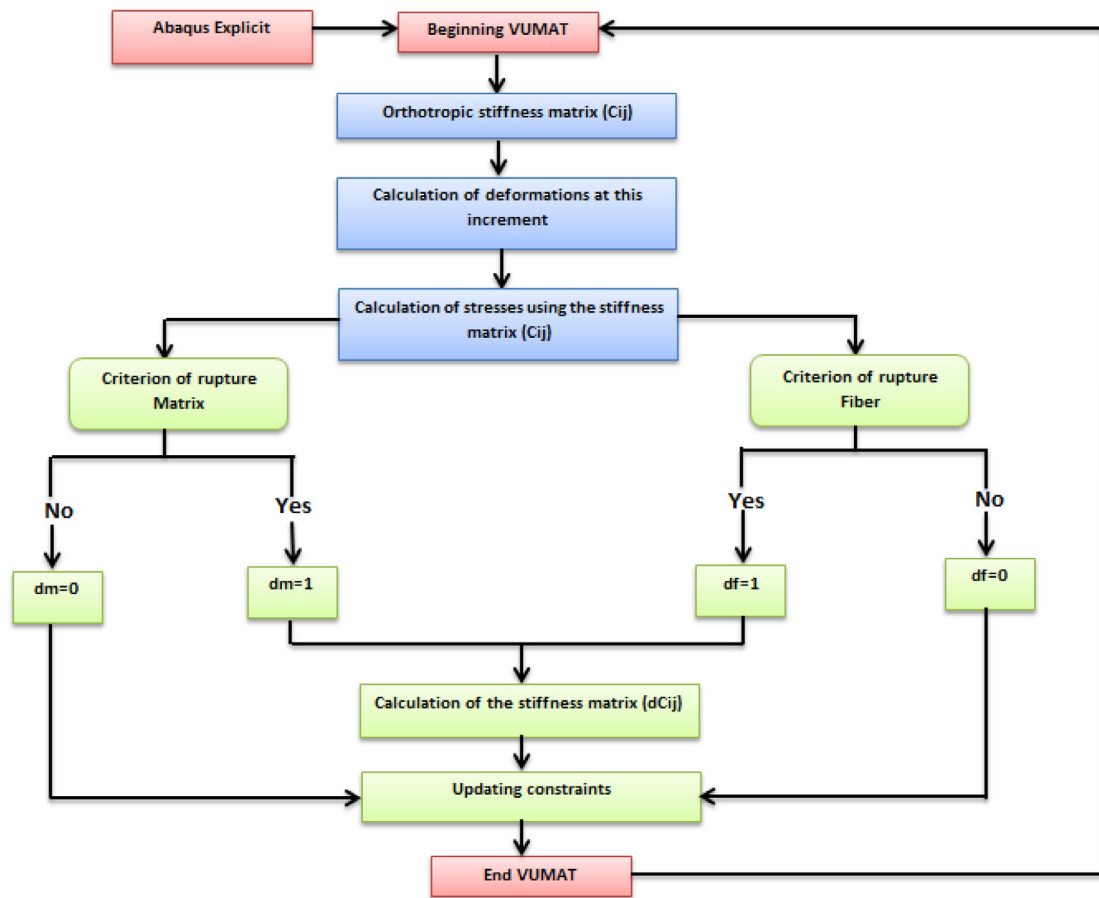 Abaqus Explicit
Beginning VUMAT
Orthotropic stiffness matrix (Cij)
Calculation of deformations at this
increment
Calculation of stresses using the stiffness
matrix (Cij)
Criterion of rupture
Matrix
Criterion of rupture
Fiber
No
Yes
Yes
No
dm=0
dm=1
df=1
df=0
Calculation of the stiffness matrix (dCij)
Updating constraints
End VUMAT